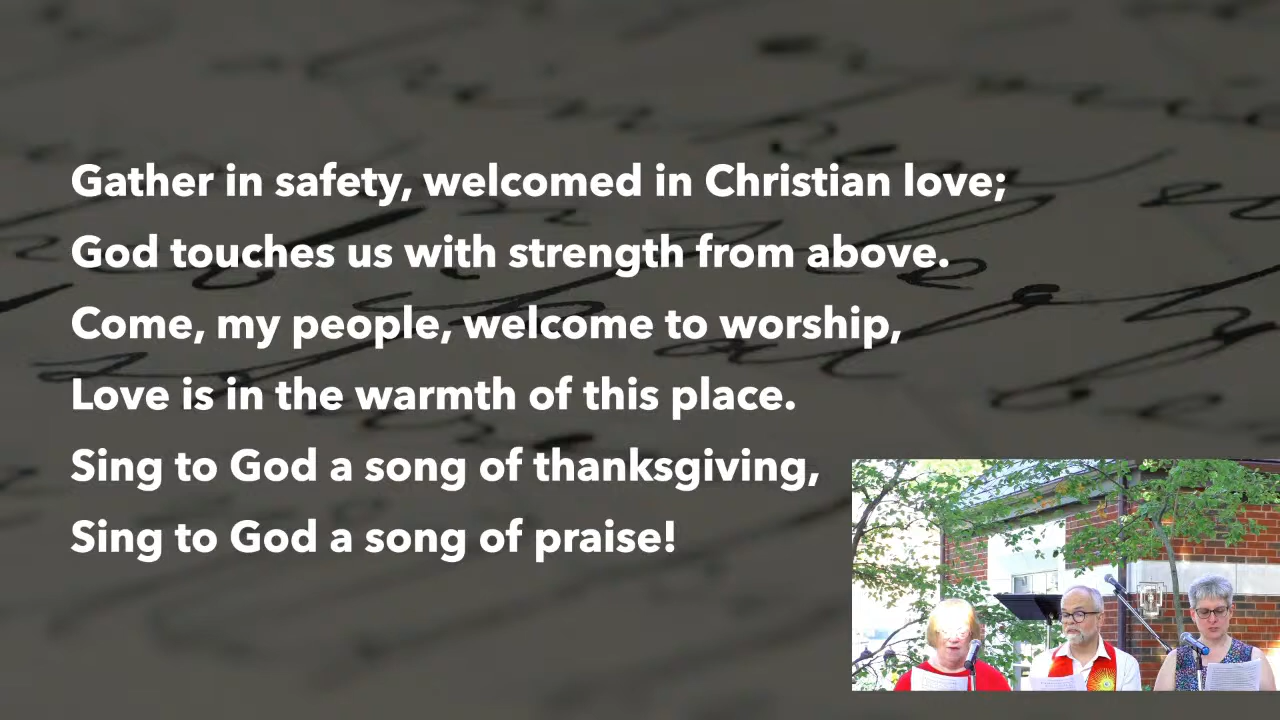 Gather in safety, welcomed in Christian love;
God touches us with strength from above.
Come, my people, welcome to worship,
Love is in the warmth of this place.
Sing to God a song of thanksgiving,
Sing to God a song of praise!